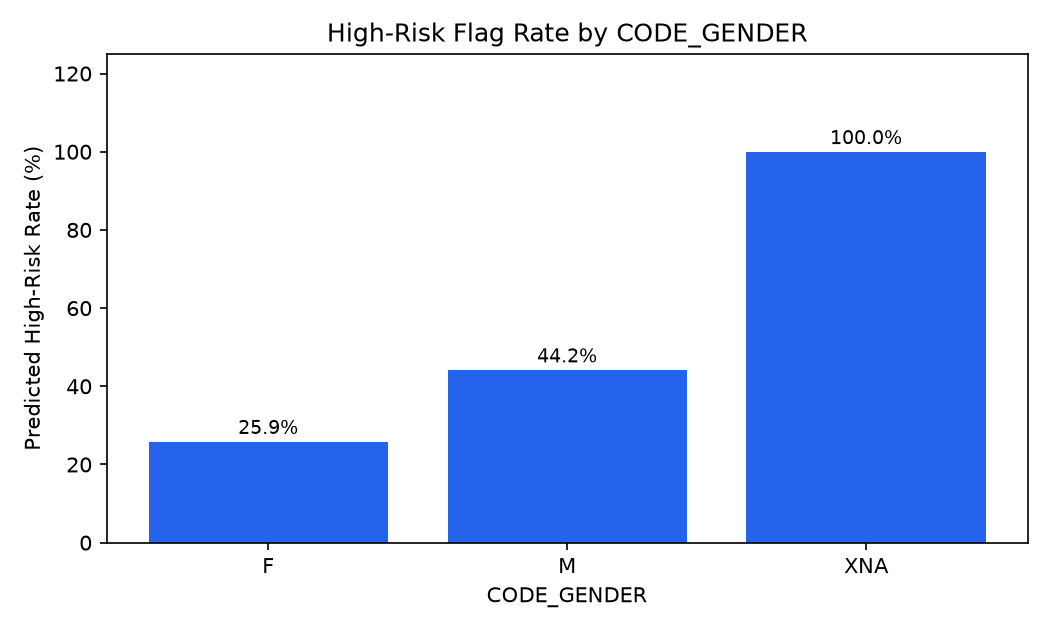 High-Risk Flag Rate by CODE_GENDER
Predicted High-Risk Rate (%)
120
100
80
60
40
20
0
25.9%
44.2%
100.0%
F
M
XNA
CODE_GENDER